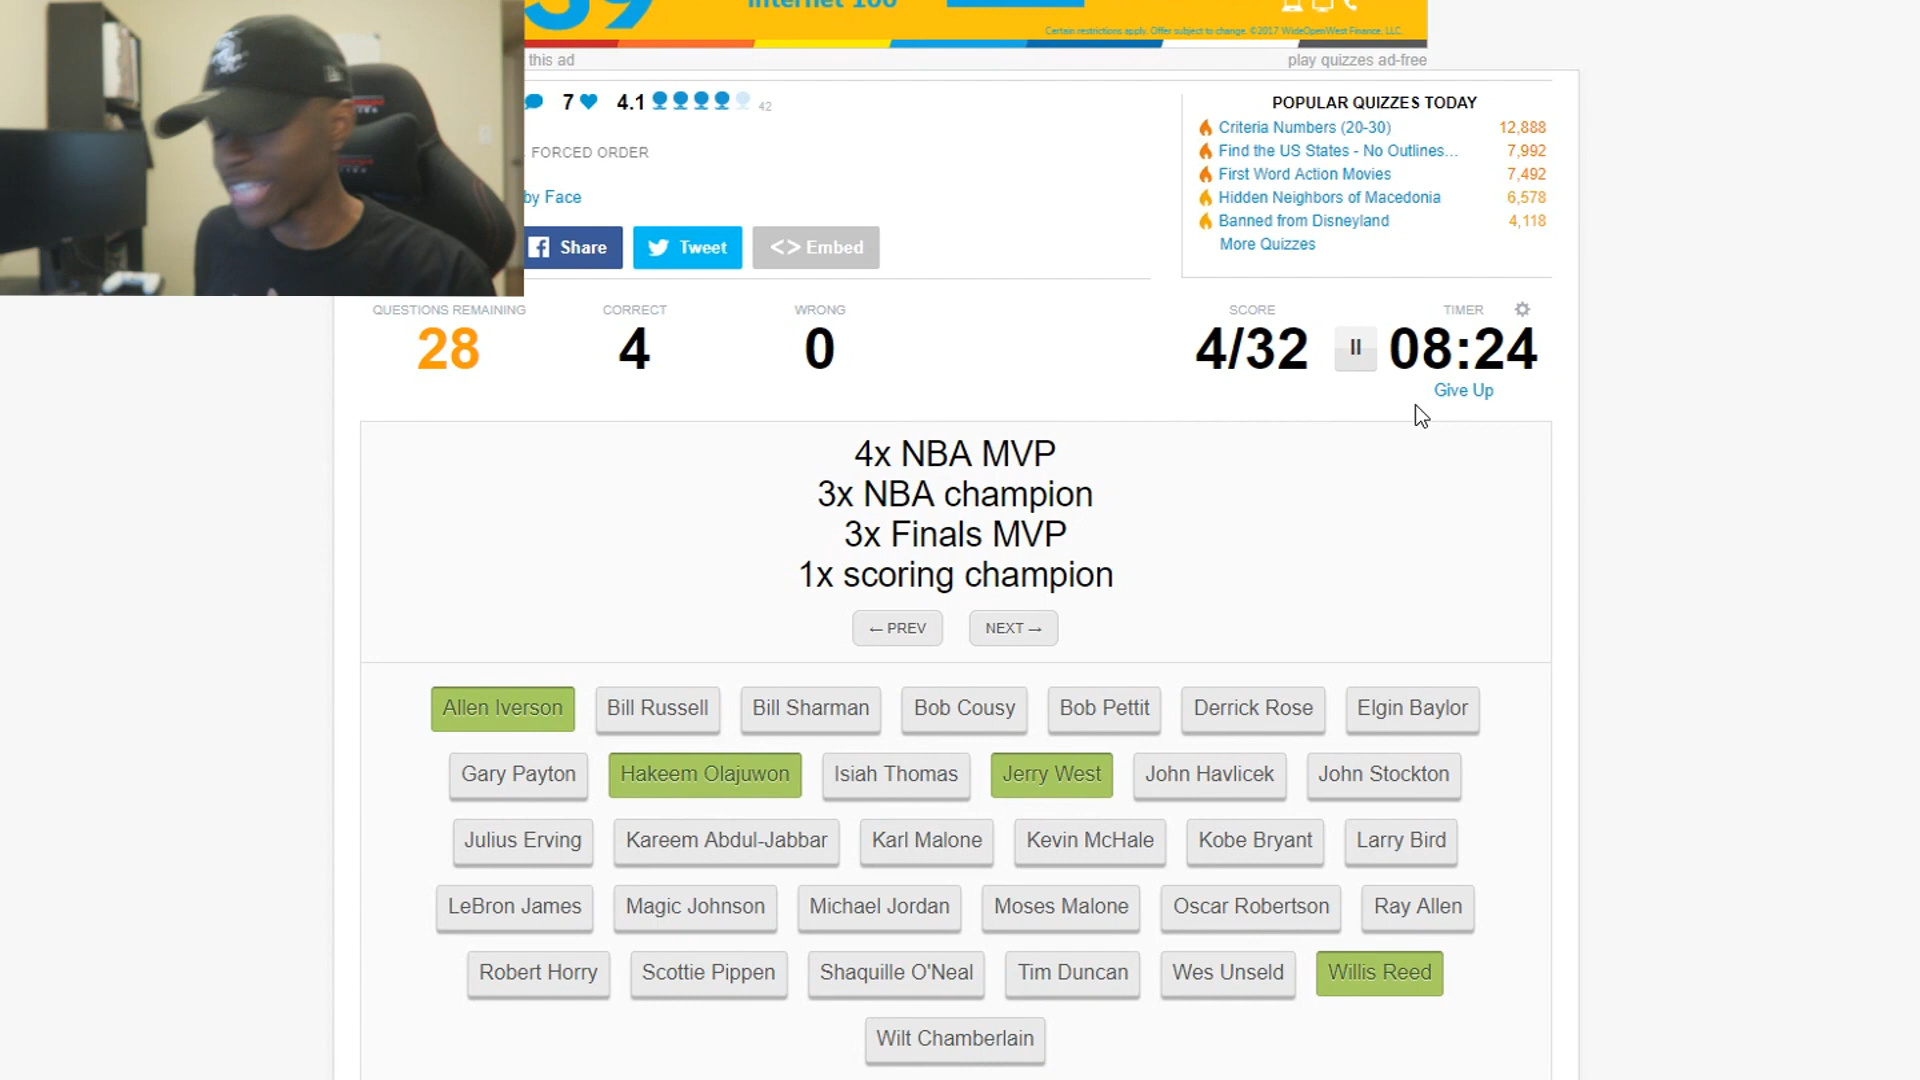 39
Internet 100
Certain restrictions apply. Offer subject to change. ©2017 WideOpenWest Finance, LLC.
this ad
play quizzes ad-free
7
4.1
42
FORCED ORDER
by Face
Share
Tweet
<> Embed
POPULAR QUIZZES TODAY
Criteria Numbers (20-30) 12,888
Find the US States - No Outlines... 7,992
First Word Action Movies 7,492
Hidden Neighbors of Macedonia 6,578
Banned from Disneyland 4,118
More Quizzes
QUESTIONS REMAINING CORRECT WRONG SCORE TIMER
28 4 0 4/32 08:24
Give Up
4x NBA MVP
3x NBA champion
3x Finals MVP
1x scoring champion
← PREV NEXT →
Allen Iverson Bill Russell Bill Sharman Bob Cousy Bob Pettit Derrick Rose Elgin Baylor
Gary Payton Hakeem Olajuwon Isiah Thomas Jerry West John Havlicek John Stockton
Julius Erving Kareem Abdul-Jabbar Karl Malone Kevin McHale Kobe Bryant Larry Bird
LeBron James Magic Johnson Michael Jordan Moses Malone Oscar Robertson Ray Allen
Robert Horry Scottie Pippen Shaquille O'Neal Tim Duncan Wes Unseld Willis Reed
Wilt Chamberlain